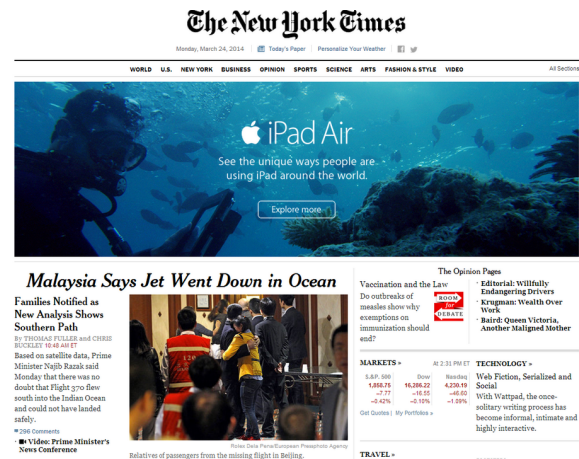 The New York Times
Monday, March 24, 2014
Today's Paper
Personalize Your Weather
WORLD U.S. NEW YORK BUSINESS OPINION SPORTS SCIENCE ARTS FASHION & STYLE VIDEO
All Sections
iPad Air
See the unique ways people are
using iPad around the world.
Explore more
Malaysia Says Jet Went Down in Ocean
Families Notified as
New Analysis Shows
Southern Path
By THOMAS FULLER and CHRIS
BUCKLEY 10:48 AM ET
Based on satellite data, Prime
Minister Najib Razak said
Monday that there was no
doubt that Flight 370 flew
south into the Indian Ocean
and could not have landed
safely.
296 Comments
Video: Prime Minister's
News Conference
120
Rolex Dela Pena/European Pressphoto Agency
Relatives of passengers from the missing flight in Beijing.
The Opinion Pages
Vaccination and the Law
Do outbreaks of
measles show why
exemptions on
immunization should
end?
ROOM
for
DEBATE
Editorial: Willfully
Endangering Drivers
Krugman: Wealth Over
Work
Baird: Queen Victoria,
Another Maligned Mother
MARKETS »
At 2:31 PM ET
S.&P. 500 Dow Nasdaq
1,858.75 16,286.22 4,230.19
−7.77 −16.55 −46.60
−0.42% −0.10% −1.09%
Get Quotes | My Portfolios »
TECHNOLOGY »
Web Fiction, Serialized and
Social
With Wattpad, the once-
solitary writing process has
become informal, intimate and
highly interactive.
TRAVEL »